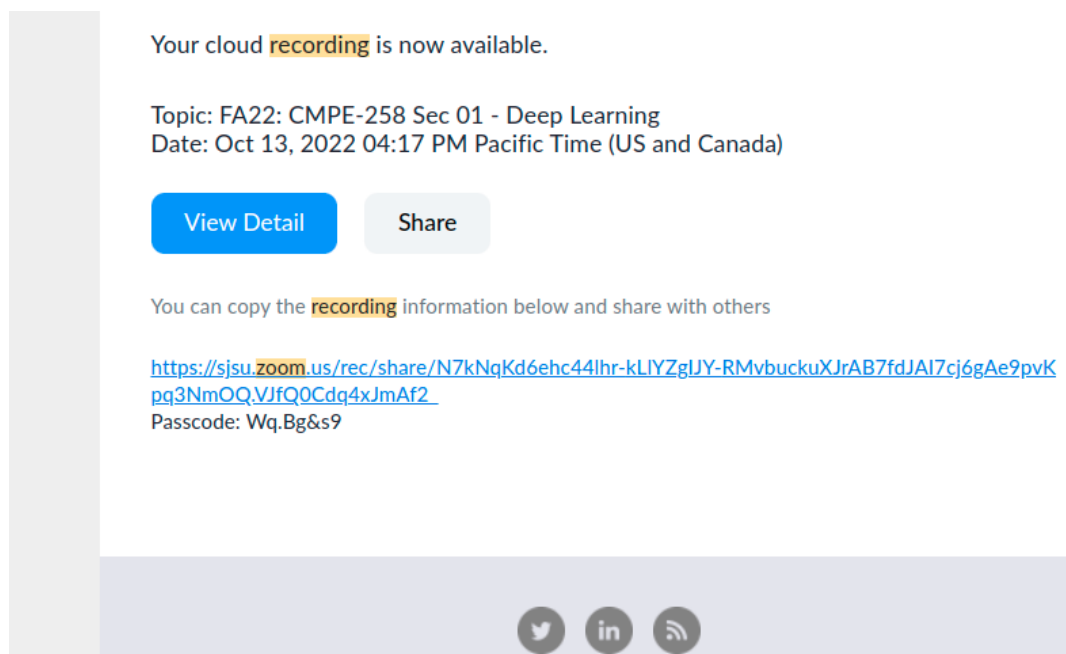 Your cloud recording is now available.
Topic: FA22: CMPE-258 Sec 01 - Deep Learning
Date: Oct 13, 2022 04:17 PM Pacific Time (US and Canada)
View Detail
Share
You can copy the recording information below and share with others
https://sjsu.zoom.us/rec/share/N7kNqKd6ehc44lhr-kLlYZglJY-RMvbuckuXJrAB7fdJAI7cj6gAe9pvK
pq3NmOQ.VJfQ0Cdq4xJmAf2
Passcode: Wq.Bg&s9
in